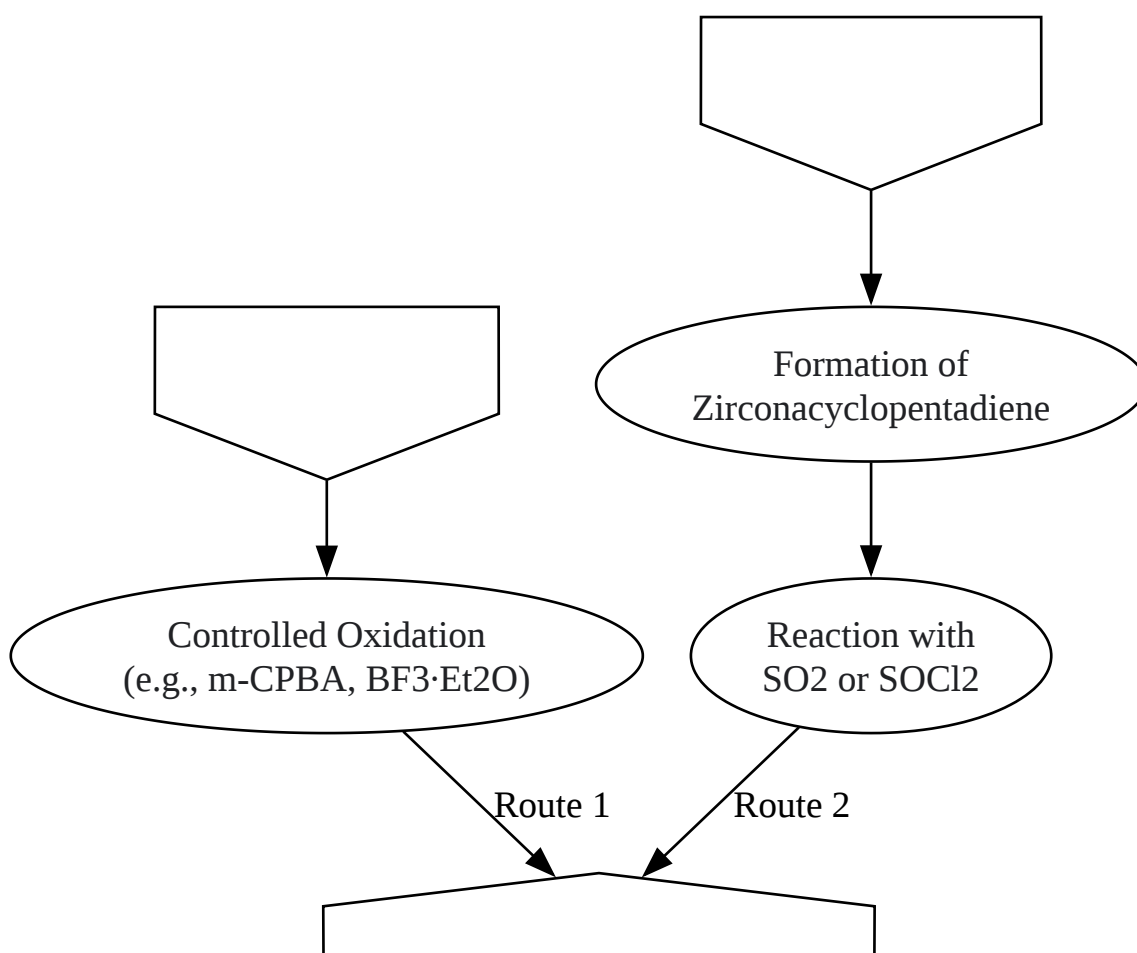 Formation of
Zirconacyclopentadiene
Controlled Oxidation
(e.g., m-CPBA, BF3·Et2O)
Reaction with
SO2 or SOCl2
Route 1
Route 2